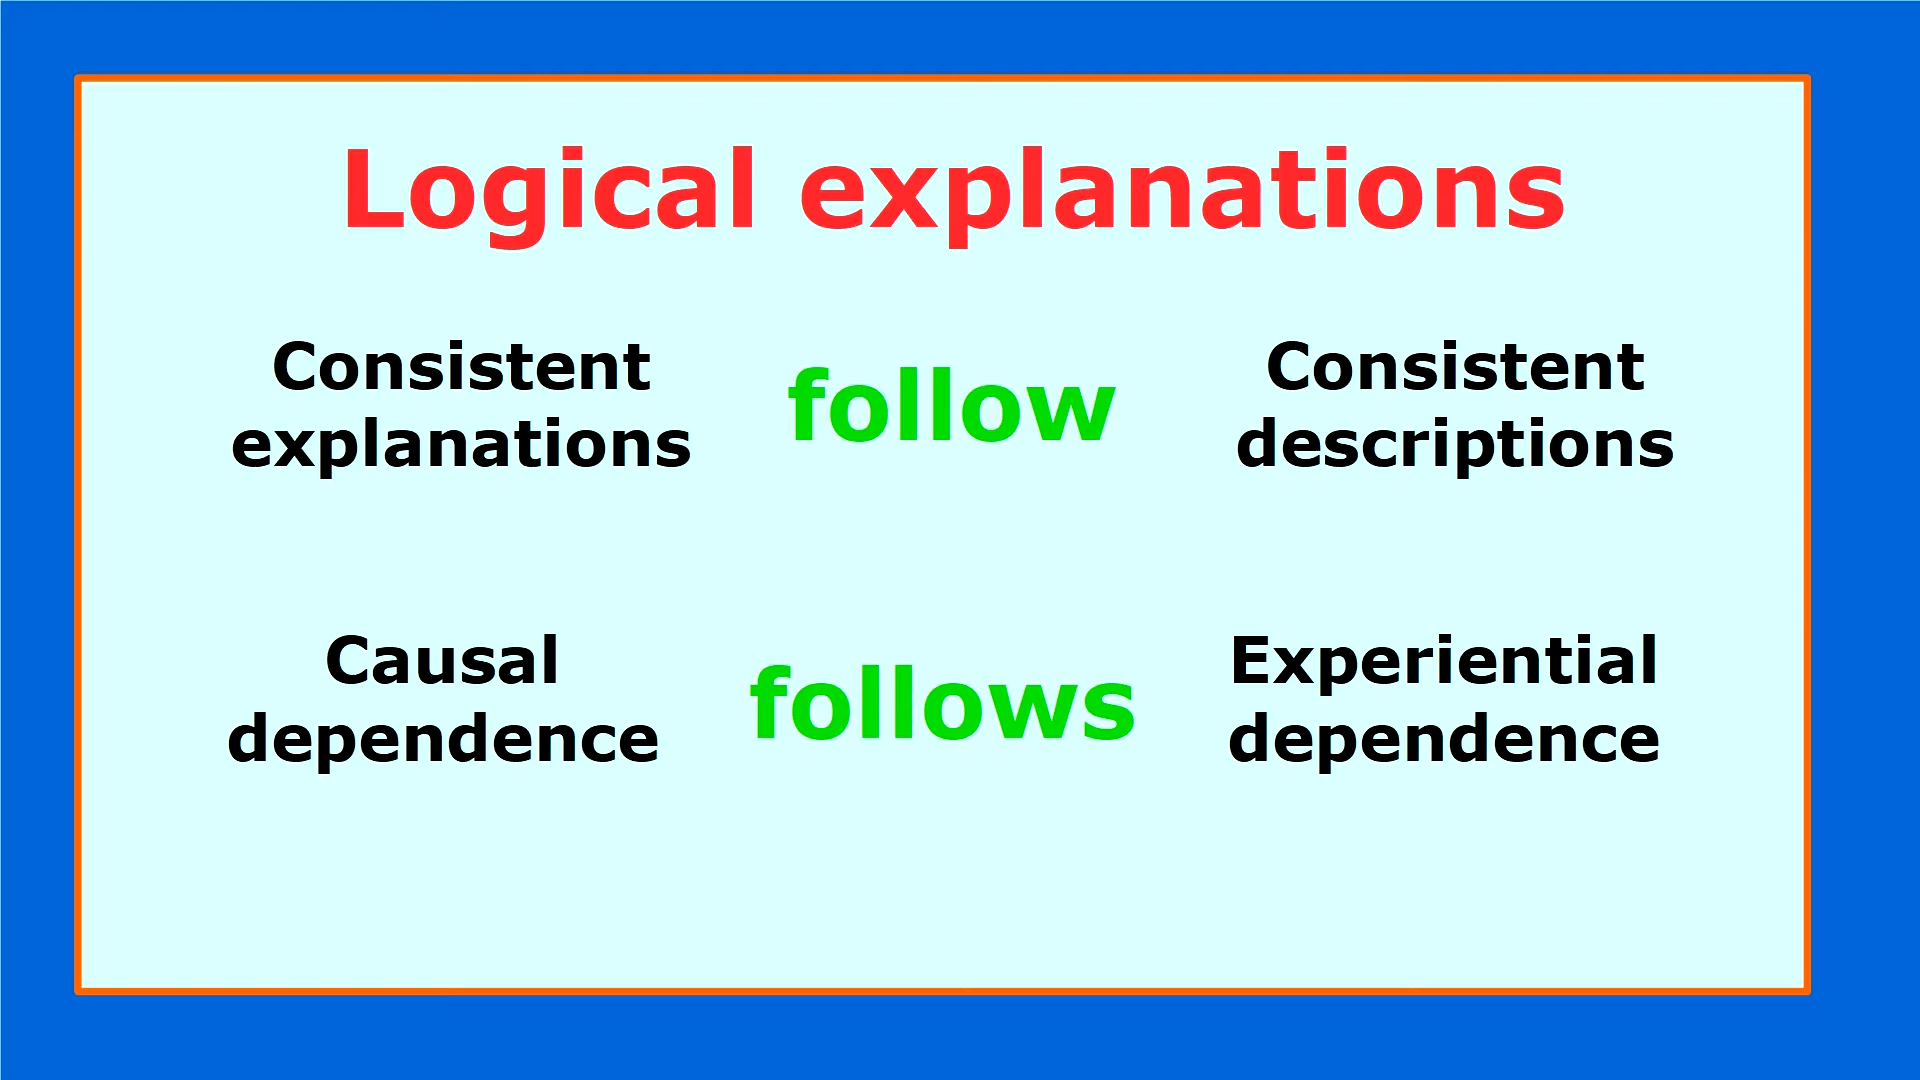 Logical explanations
Consistent
explanations
follow
Consistent
descriptions
Causal
dependence
follows
Experiential
dependence